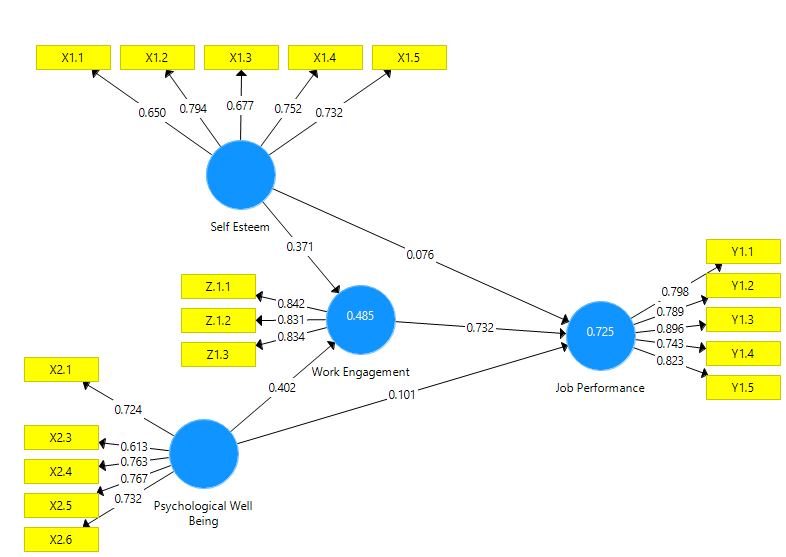 X1.1 X1.2 X1.3 X1.4 X1.5
0.650 0.794 0.677 0.752 0.732
Self Esteem
0.371
0.076
Z.1.1
Z.1.2
Z1.3
0.842
0.831
0.834
0.485
Work Engagement
0.732
0.402
0.101
Y1.1
Y1.2
Y1.3
Y1.4
Y1.5
0.798
0.789
0.896
0.743
0.823
0.725
Job Performance
X2.1
X2.3
X2.4
X2.5
X2.6
0.724
0.613
0.763
0.767
0.732
Psychological Well
Being